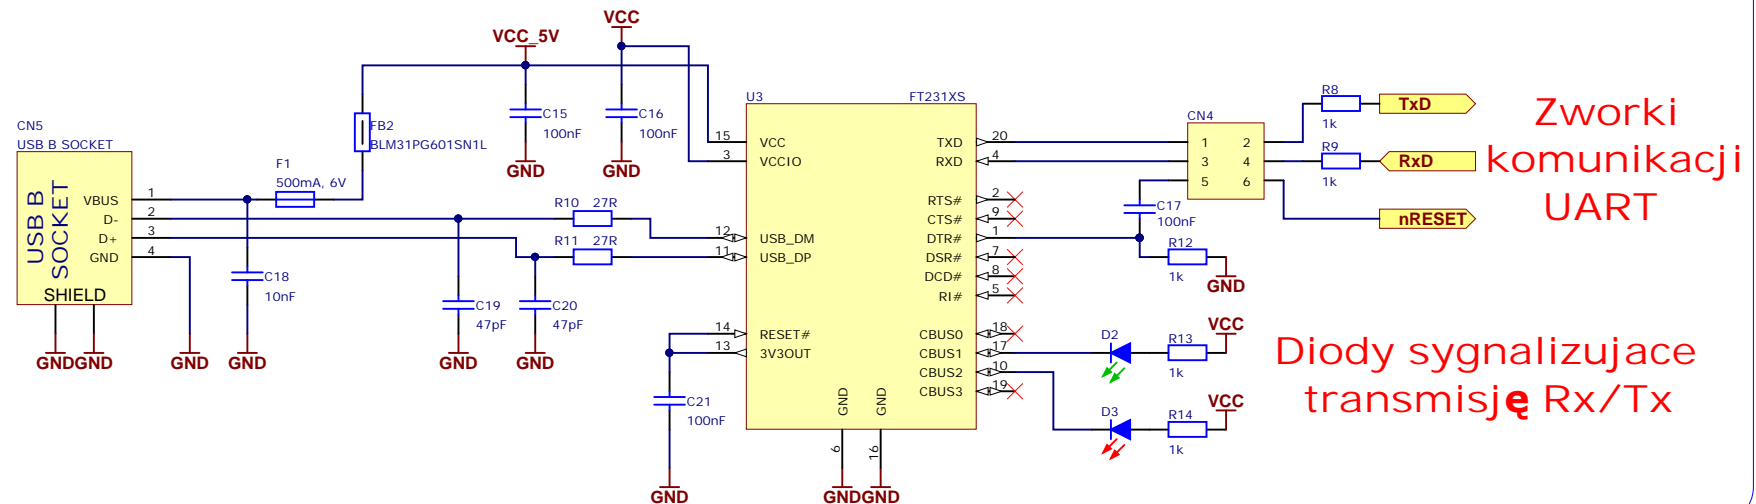 VCC
VCC_5V
C15
100nF
C16
100nF
GND
GND
U3
FT231XS
CN5
USB B SOCKET
USB B
SOCKET
SHIELD
VBUS
D-
D+
GND
1
2
3
4
F1
500mA, 6V
FB2
BLM31PG601SN1L
C18
10nF
R10 27R
R11 27R
C19
47pF
C20
47pF
GNDGND
GND
GND
GND
GND
15 VCC
3 VCCIO
12 USB_DM
11 USB_DP
14 RESET#
13 3V3OUT
C21
100nF
GND
TXD 20
RXD 4
RTS# 2
CTS# 9
DTR# 1
DSR# 7
DCD# 8
RI# 5
CBUS0 18
CBUS1 17
CBUS2 10
CBUS3 19
GND
GND
6
16
GNDGND
CN4
1 2
3 4
5 6
C17
100nF
R12
1k
GND
R8
1k
TxD
R9
1k
RxD
nRESET
Zworki
komunikacji
UART
D2
R13
1k
VCC
D3
R14
1k
VCC
Diody sygnalizujace
transmisję Rx/Tx